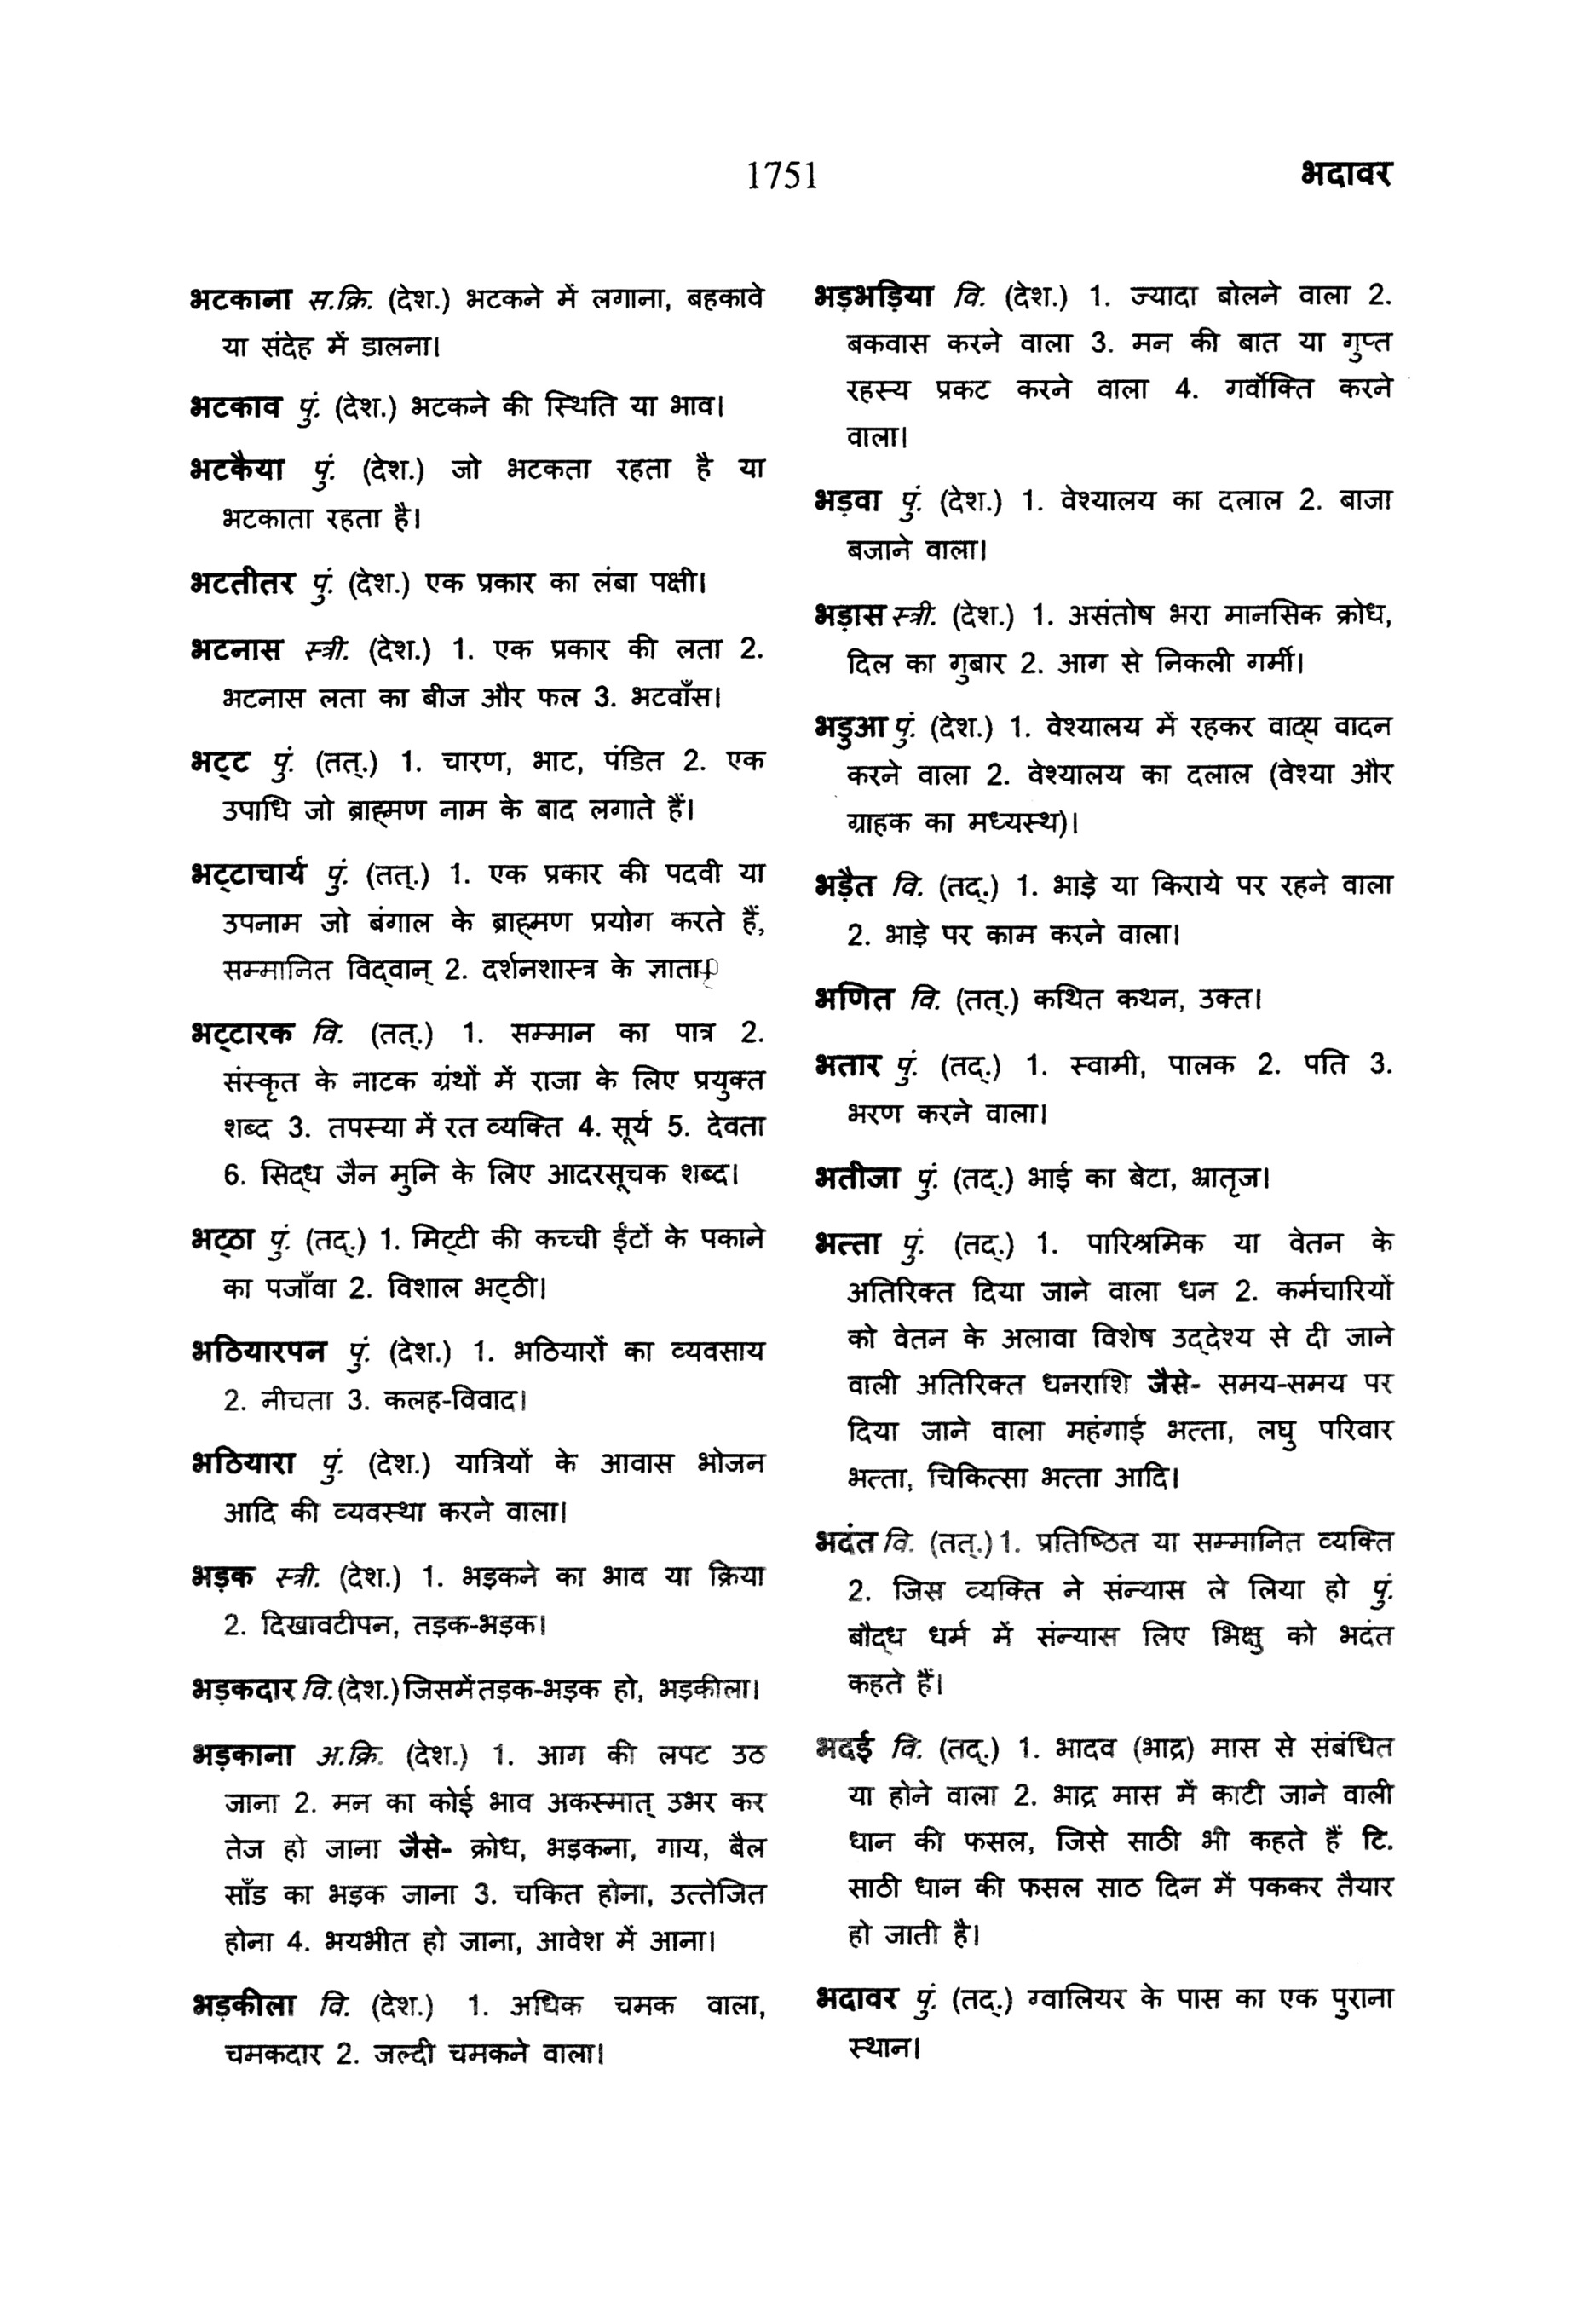 1751
भदावर
भटकाना स.क्रि. (देश.) भटकने में लगाना, बहकावे
या संदेह में डालना।
भटकाव पुं. (देश.) भटकने की स्थिति या भाव।
भटकैया पुं. (देश.) जो भटकता रहता है या
भटकाता रहता है।
भटतीतर पुं. (देश.) एक प्रकार का लंबा पक्षी।
भटनास स्त्री. (देश.) 1. एक प्रकार की लता 2.
भटनास लता का बीज और फल 3. भटवाँस।
भट्ट पुं. (तत्.) 1. चारण, भाट, पंडित 2. एक
उपाधि जो ब्राह्मण नाम के बाद लगाते हैं।
भट्टाचार्य पुं. (तत्.) 1. एक प्रकार की पदवी या
उपनाम जो बंगाल के ब्राह्मण प्रयोग करते हैं,
सम्मानित विद्वान् 2. दर्शनशास्त्र के ज्ञाता।
भट्टारक वि. (तत्.) 1. सम्मान का पात्र 2.
संस्कृत के नाटक ग्रंथों में राजा के लिए प्रयुक्त
शब्द 3. तपस्या में रत व्यक्ति 4. सूर्य 5. देवता
6. सिद्ध जैन मुनि के लिए आदरसूचक शब्द।
भट्ठा पुं. (तद्.) 1. मिट्टी की कच्ची ईंटों के पकाने
का पजाँवा 2. विशाल भट्ठी।
भठियारपन पुं. (देश.) 1. भठियारों का व्यवसाय
2. नीचता 3. कलह-विवाद।
भठियारा पुं. (देश.) यात्रियों के आवास भोजन
आदि की व्यवस्था करने वाला।
भड़क स्त्री. (देश.) 1. भड़कने का भाव या क्रिया
2. दिखावटीपन, तड़क-भड़क।
भड़कदार वि. (देश.) जिसमें तड़क-भड़क हो, भड़कीला।
भड़काना अ.क्रि. (देश.) 1. आग की लपट उठ
जाना 2. मन का कोई भाव अकस्मात् उभर कर
तेज हो जाना जैसे- क्रोध, भड़कना, गाय, बैल
साँड का भड़क जाना 3. चकित होना, उत्तेजित
होना 4. भयभीत हो जाना, आवेश में आना।
भड़कीला वि. (देश.) 1. अधिक चमक वाला,
चमकदार 2. जल्दी चमकने वाला।
भड़भड़िया वि. (देश.) 1. ज्यादा बोलने वाला 2.
बकवास करने वाला 3. मन की बात या गुप्त
रहस्य प्रकट करने वाला 4. गर्वोक्ति करने
वाला।
भड़वा पुं. (देश.) 1. वेश्यालय का दलाल 2. बाजा
बजाने वाला।
भड़ास स्त्री. (देश.) 1. असंतोष भरा मानसिक क्रोध,
दिल का गुबार 2. आग से निकली गर्मी।
भड़ुआ पुं. (देश.) 1. वेश्यालय में रहकर वाद्य वादन
करने वाला 2. वेश्यालय का दलाल (वेश्या और
ग्राहक का मध्यस्थ)।
भड़ैत वि. (तद्.) 1. भाड़े या किराये पर रहने वाला
2. भाड़े पर काम करने वाला।
भणित वि. (तत्.) कथित कथन, उक्त।
भतार पुं. (तद्.) 1. स्वामी, पालक 2. पति 3.
भरण करने वाला।
भतीजा पुं. (तद्.) भाई का बेटा, भ्रातृज।
भत्ता पुं. (तद्.) 1. पारिश्रमिक या वेतन के
अतिरिक्त दिया जाने वाला धन 2. कर्मचारियों
को वेतन के अलावा विशेष उद्देश्य से दी जाने
वाली अतिरिक्त धनराशि जैसे- समय-समय पर
दिया जाने वाला महंगाई भत्ता, लघु परिवार
भत्ता, चिकित्सा भत्ता आदि।
भदंत वि. (तत्.) 1. प्रतिष्ठित या सम्मानित व्यक्ति
2. जिस व्यक्ति ने संन्यास ले लिया हो पुं.
बौद्ध धर्म में संन्यास लिए भिक्षु को भदंत
कहते हैं।
भदई वि. (तद्.) 1. भादव (भाद्र) मास से संबंधित
या होने वाला 2. भाद्र मास में काटी जाने वाली
धान की फसल, जिसे साठी भी कहते हैं टि.
साठी धान की फसल साठ दिन में पककर तैयार
हो जाती है।
भदावर पुं. (तद्.) ग्वालियर के पास का एक पुराना
स्थान।